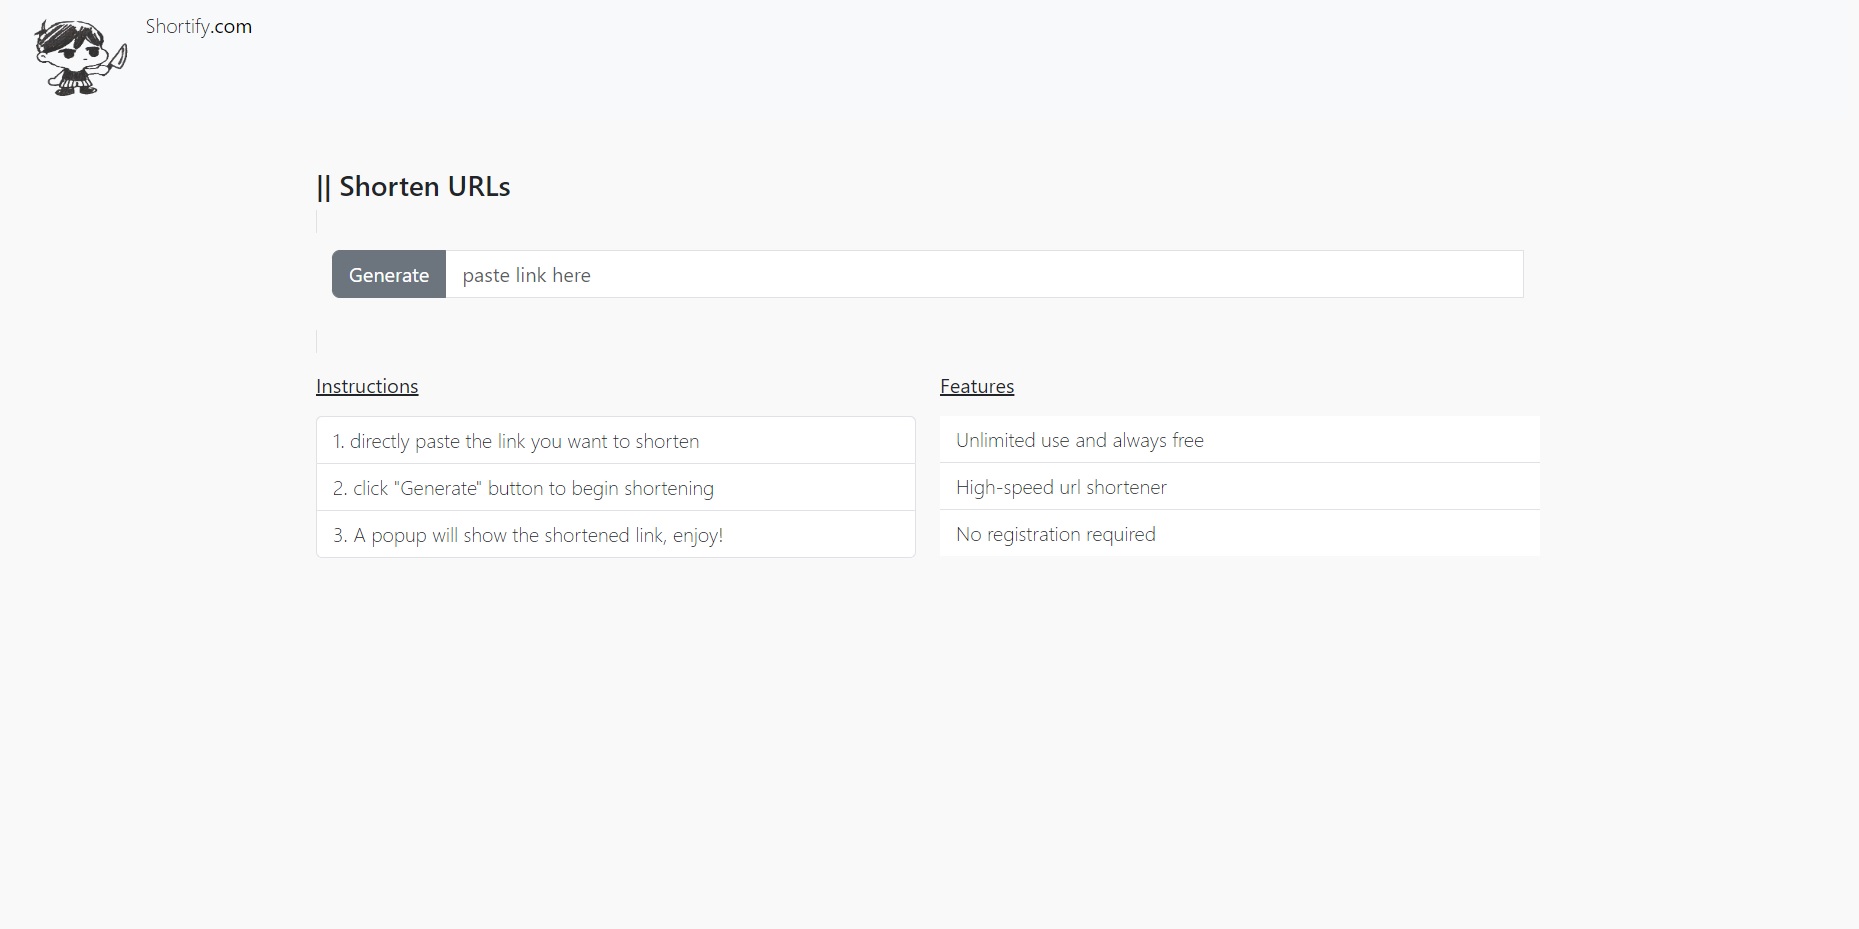 Shortify.com
|| Shorten URLs
Generate
paste link here
Instructions
1. directly paste the link you want to shorten
2. click "Generate" button to begin shortening
3. A popup will show the shortened link, enjoy!
Features
Unlimited use and always free
High-speed url shortener
No registration required